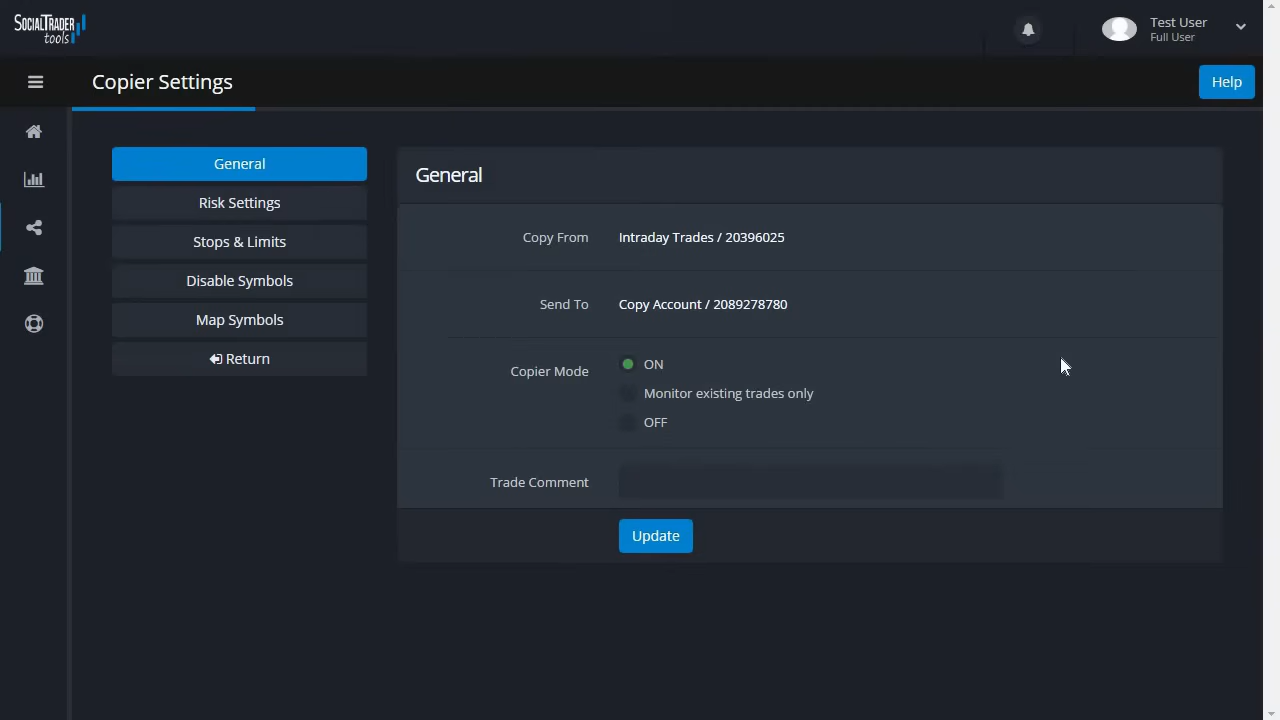 SOCIALTRADER
tools
Test User
Full User
Copier Settings
Help
General
Risk Settings
Stops & Limits
Disable Symbols
Map Symbols
Return
General
Copy From
Intraday Trades / 20396025
Send To
Copy Account / 2089278780
Copier Mode
ON
Monitor existing trades only
OFF
Trade Comment
Update